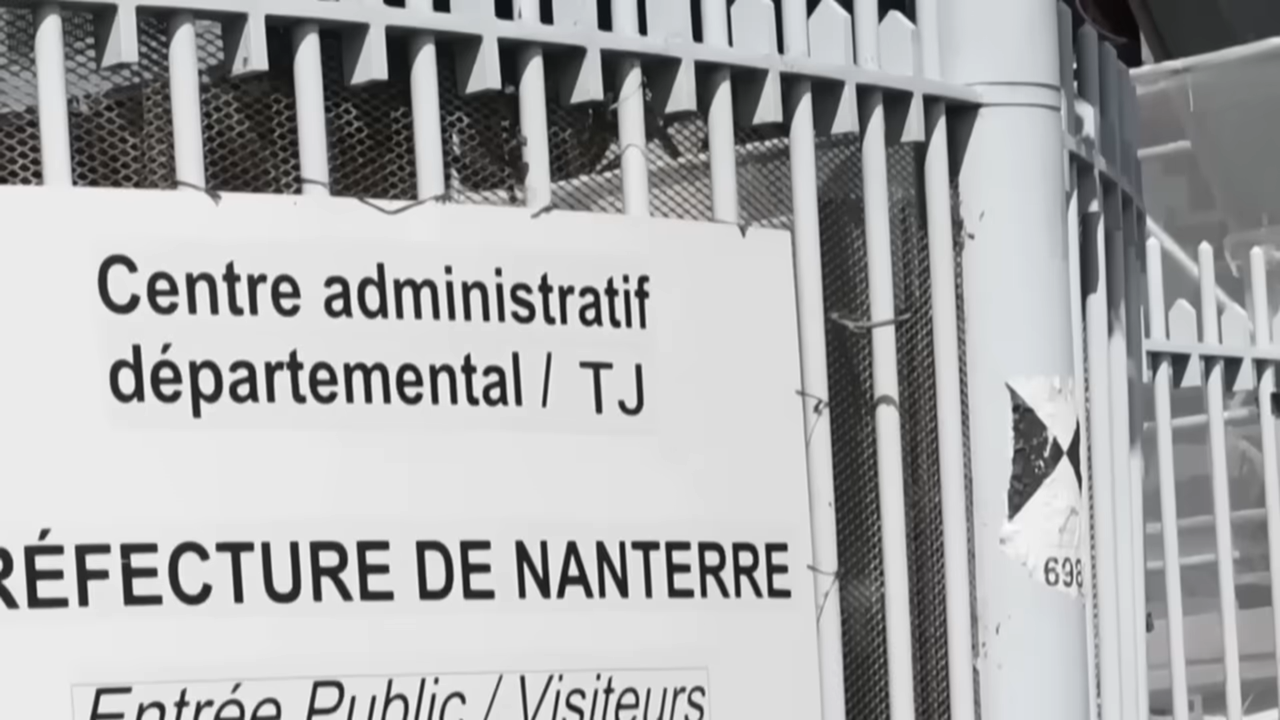 Centre administratif
départemental / TJ
RÉFECTURE DE NANTERRE
Entrée Public / Visiteurs
698